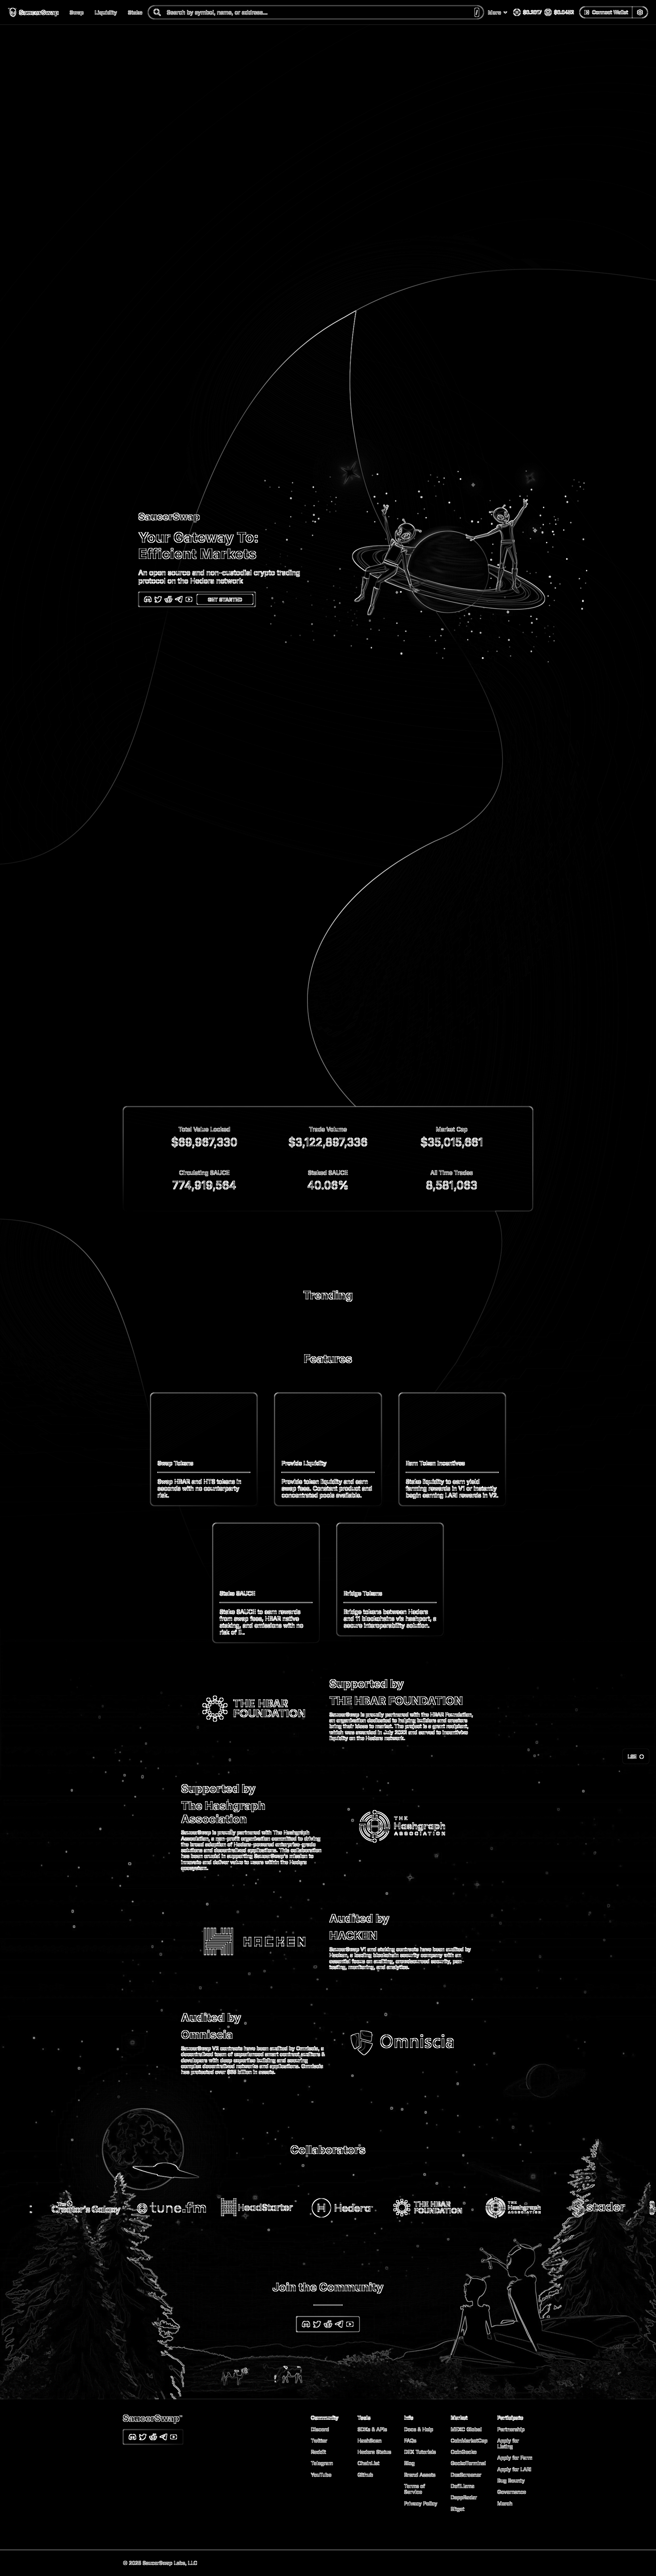 SaucerSwap
Swap
Liquidity
Stake
Search by symbol, name, or address...
/
More
Connect Wallet
SaucerSwap
Your Gateway To:
Efficient Markets
An open source and non-custodial crypto trading
protocol on the Hedera network
GET STARTED
Total Value Locked
Trade Volume
Market Cap
$69,967,330
$3,122,897,336
$35,015,661
Circulating SAUCE
Staked SAUCE
All Time Trades
774,919,564
40.06%
8,581,063
Trending
Features
Swap Tokens
Swap HBAR and HTS tokens in
seconds with no counterparty
risk.
Provide Liquidity
Provide token liquidity and earn
swap fees. Constant product and
concentrated pools available.
Earn Token Incentives
Stake liquidity to earn yield
farming rewards in V1 or instantly
begin earning LARI rewards in V2.
Stake SAUCE
Stake SAUCE to earn rewards
from swap fees, HBAR native
staking, and emissions with no
risk of
Bridge Tokens
Bridge tokens between Hedera
and 11 blockchains via hashport, a
secure interoperability solution.
THE HBAR
FOUNDATION
Supported by
THE HBAR FOUNDATION
SaucerSwap is proudly partnered with the HBAR Foundation,
an organization dedicated to helping builders and creators
bring their ideas to market. The project is a grant recipient,
which was awarded in July 2023 and served to incentivize
liquidity on the Hedera network.
Supported by
The Hashgraph
Association
SaucerSwap is proudly partnered with The Hashgraph
Association, a non-profit organization committed to driving
the broad adoption of Hedera-powered enterprise-grade
solutions and decentralized applications. This collaboration
has been crucial in supporting SaucerSwap's mission to
innovate and deliver value to users within the Hedera
ecosystem.
THE
Hashgraph
ASSOCIATION
HACKEN
Audited by
HACKEN
SaucerSwap V1 and staking contracts have been audited by
Hacken, a leading blockchain security company with an
essential focus on auditing, crowdsourced security, pen-
testing, monitoring, and analytics.
Audited by
Omniscia
SaucerSwap V2 contracts have been audited by Omniscia, a
decentralized team of experienced smart contract auditors &
developers with deep expertise building and securing
complex decentralized networks and applications. Omniscia
has protected over billion in assets.
Omniscia
Collaborators
The
Creator's Galaxy
tune.fm
HeadStarter
Hedera
THE HBAR
FOUNDATION
THE
Hashgraph
ASSOCIATION
stader
Join the Community
SaucerSwap™
Community
Discord
Twitter
Reddit
Telegram
YouTube
Tools
SDKs & APIs
HashScan
Hedera Status
ChainList
Github
Info
Docs & Help
FAQs
DEX Tutorials
Blog
Brand Assets
Terms of
Service
Privacy Policy
Market
MEXC Global
CoinMarketCap
CoinGecko
GeckoTerminal
DexScreener
DefiLlama
DappRadar
Bitget
Participate
Partnership
Apply for
Listing
Apply for Farm
Apply for LARI
Bug Bounty
Governance
Merch
© 2025 SaucerSwap Labs, LLC